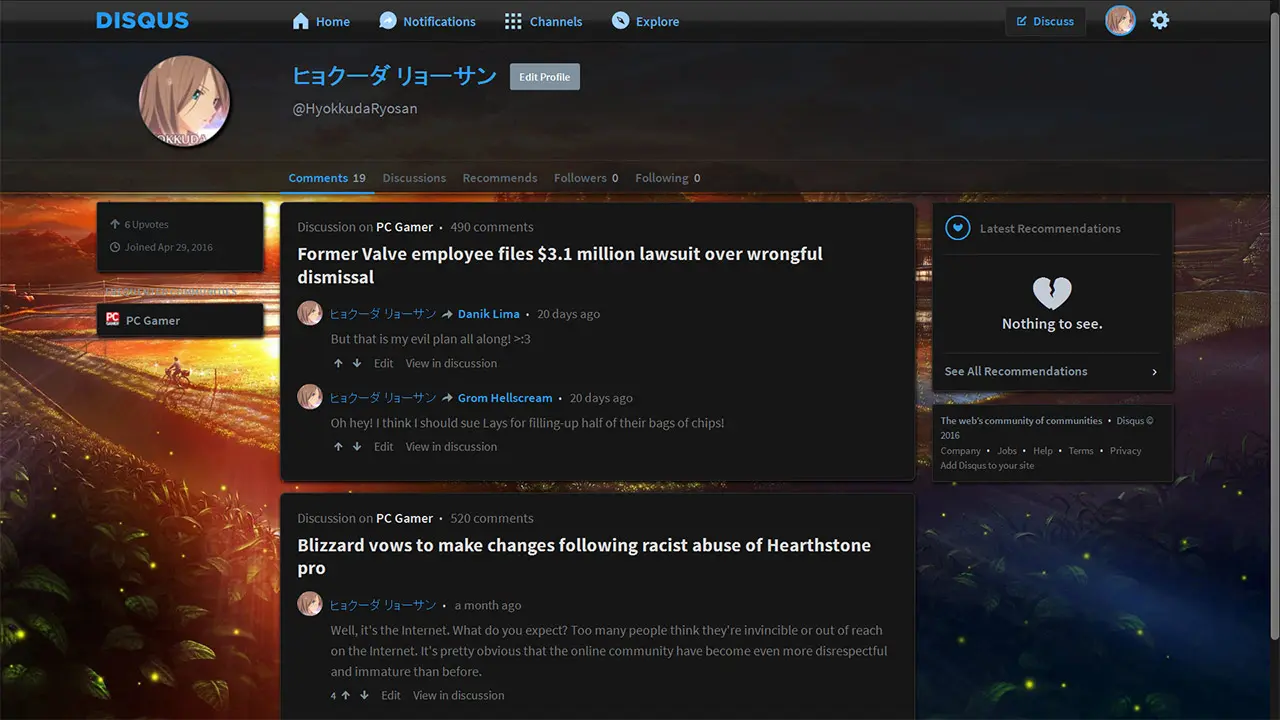 DISQUS
Home
Notifications
Channels
Explore
Discuss
ヒョクーダ リョーサン
Edit Profile
@HyokkudaRyosan
OKKUDA
Comments 19
Discussions
Recommends
Followers 0
Following 0
6 Upvotes
Joined Apr 29, 2016
PC GAMER
PC Gamer
Discussion on PC Gamer • 490 comments
Former Valve employee files $3.1 million lawsuit over wrongful
dismissal
ヒョクーダ リョーサン Danik Lima • 20 days ago
But that is my evil plan all along! >:3
Edit View in discussion
ヒョクーダ リョーサン Grom Hellscream • 20 days ago
Oh hey! I think I should sue Lays for filling-up half of their bags of chips!
Edit View in discussion
Discussion on PC Gamer • 520 comments
Blizzard vows to make changes following racist abuse of Hearthstone
pro
ヒョクーダ リョーサン • a month ago
Well, it's the Internet. What do you expect? Too many people think they're invincible or out of reach
on the Internet. It's pretty obvious that the online community have become even more disrespectful
and immature than before.
4 Edit View in discussion
Latest Recommendations
Nothing to see.
See All Recommendations
The web's community of communities • Disqus ©
2016
Company • Jobs • Help • Terms • Privacy
Add Disqus to your site